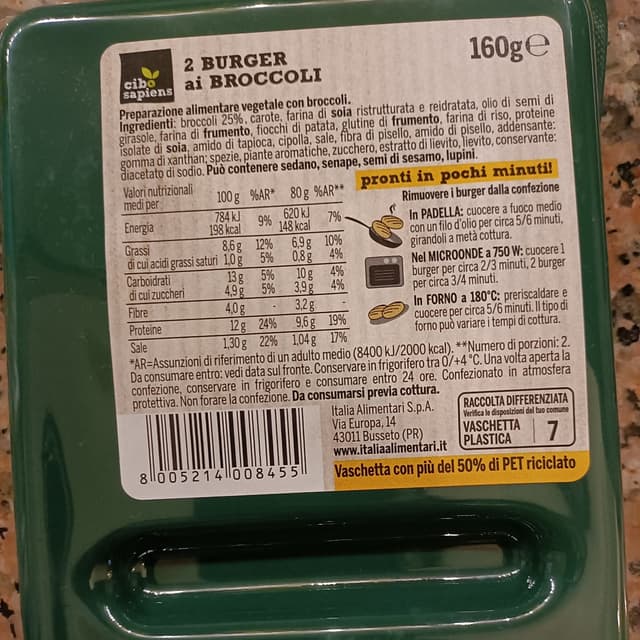 cibo
sapiens
2 BURGER
ai BROCCOLI
160g ℮
Preparazione alimentare vegetale con broccoli.
Ingredienti: broccoli 25%, carote, farina di soia ristrutturata e reidratata, olio di semi di
girasole, farina di frumento, fiocchi di patata, glutine di frumento, farina di riso, proteine
isolate di soia, amido di tapioca, cipolla, sale, fibra di pisello, amido di pisello, addensante:
gomma di xanthan; spezie, piante aromatiche, zucchero, estratto di lievito, lievito, conservante:
diacetato di sodio. Può contenere sedano, senape, semi di sesamo, lupini.
Valori nutrizionali
medi per: 100 g %AR* 80 g %AR**
Energia 784 kJ 198 kcal 9% 620 kJ 148 kcal 7%
Grassi 8,6 g 12% 6,9 g 10%
di cui acidi grassi saturi 1,0 g 5% 0,8 g 4%
Carboidrati 13 g 5% 10 g 4%
di cui zuccheri 4,9 g 5% 3,9 g 4%
Fibre 4,0 g - 3,2 g -
Proteine 12 g 24% 9,6 g 19%
Sale 1,30 g 22% 1,04 g 17%
pronti in pochi minuti!
Rimuovere i burger dalla confezione
In PADELLA: cuocere a fuoco medio
con un filo d'olio per circa 5/6 minuti,
girandoli a metà cottura.
Nel MICROONDE a 750 W: cuocere 1
burger per circa 2/3 minuti, 2 burger
per circa 3/4 minuti.
In FORNO a 180°C: preriscaldare e
cuocere per circa 5/6 minuti. Il tipo di
forno può variare i tempi di cottura.
*AR=Assunzioni di riferimento di un adulto medio (8400 kJ/2000 kcal). **Numero di porzioni: 2.
Da consumare entro: vedi data sul fronte. Conservare in frigorifero tra 0/+4 °C. Una volta aperta la
confezione, conservare in frigorifero e consumare entro 24 ore. Confezionato in atmosfera
protettiva. Non forare la confezione. Da consumarsi previa cottura.
8 005214 008455
Italia Alimentari S.p.A.
Via Europa, 14
43011 Busseto (PR)
www.italiaalimentari.it
RACCOLTA DIFFERENZIATA
Verifica le disposizioni del tuo comune
VASCHETTA
PLASTICA
7
Vaschetta con più del 50% di PET riciclato